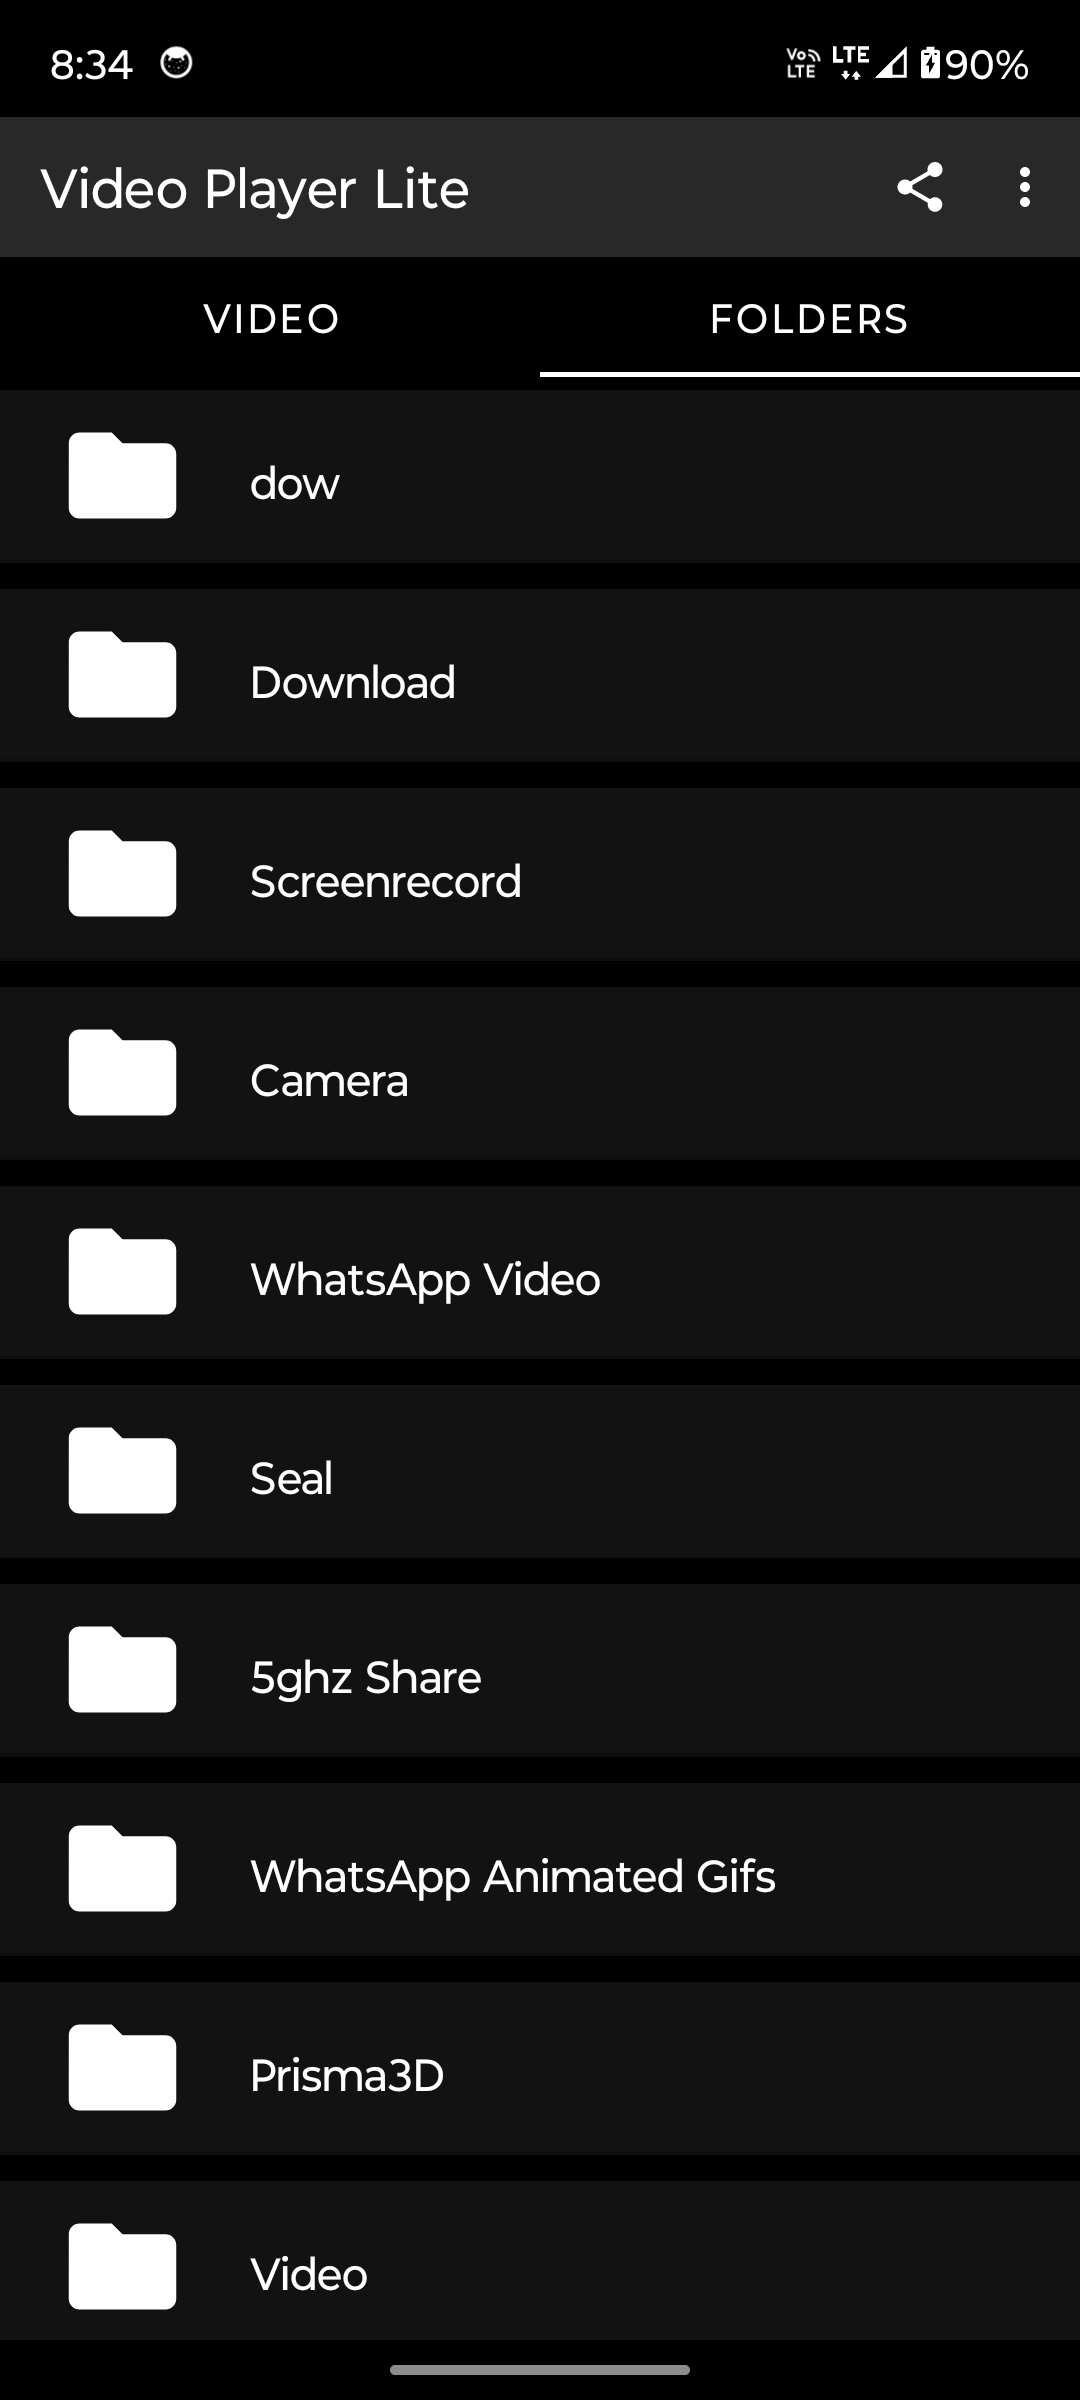 8:34 Vo LTE LTE 90%
Video Player Lite
VIDEO FOLDERS
dow
Download
Screenrecord
Camera
WhatsApp Video
Seal
5ghz Share
WhatsApp Animated Gifs
Prisma3D
Video